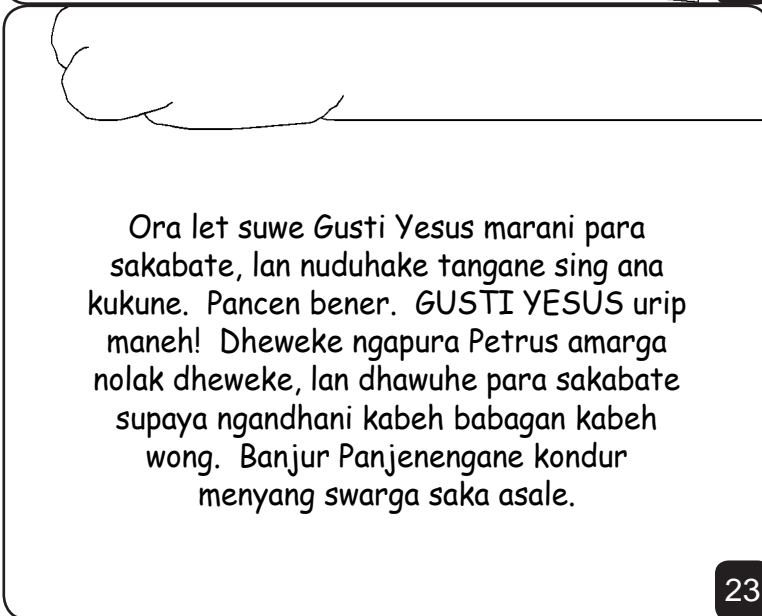 Ora let suwe Gusti Yesus marani para
sakabate, lan nuduhake tangane sing ana
kukune.  Pancen bener.  GUSTI YESUS urip
maneh!  Dheweke ngapura Petrus amarga
nolak dheweke, lan dhawuhe para sakabate
supaya ngandhani kabeh babagan kabeh
wong.  Banjur Panjenengane kondur
menyang swarga saka asale.
23